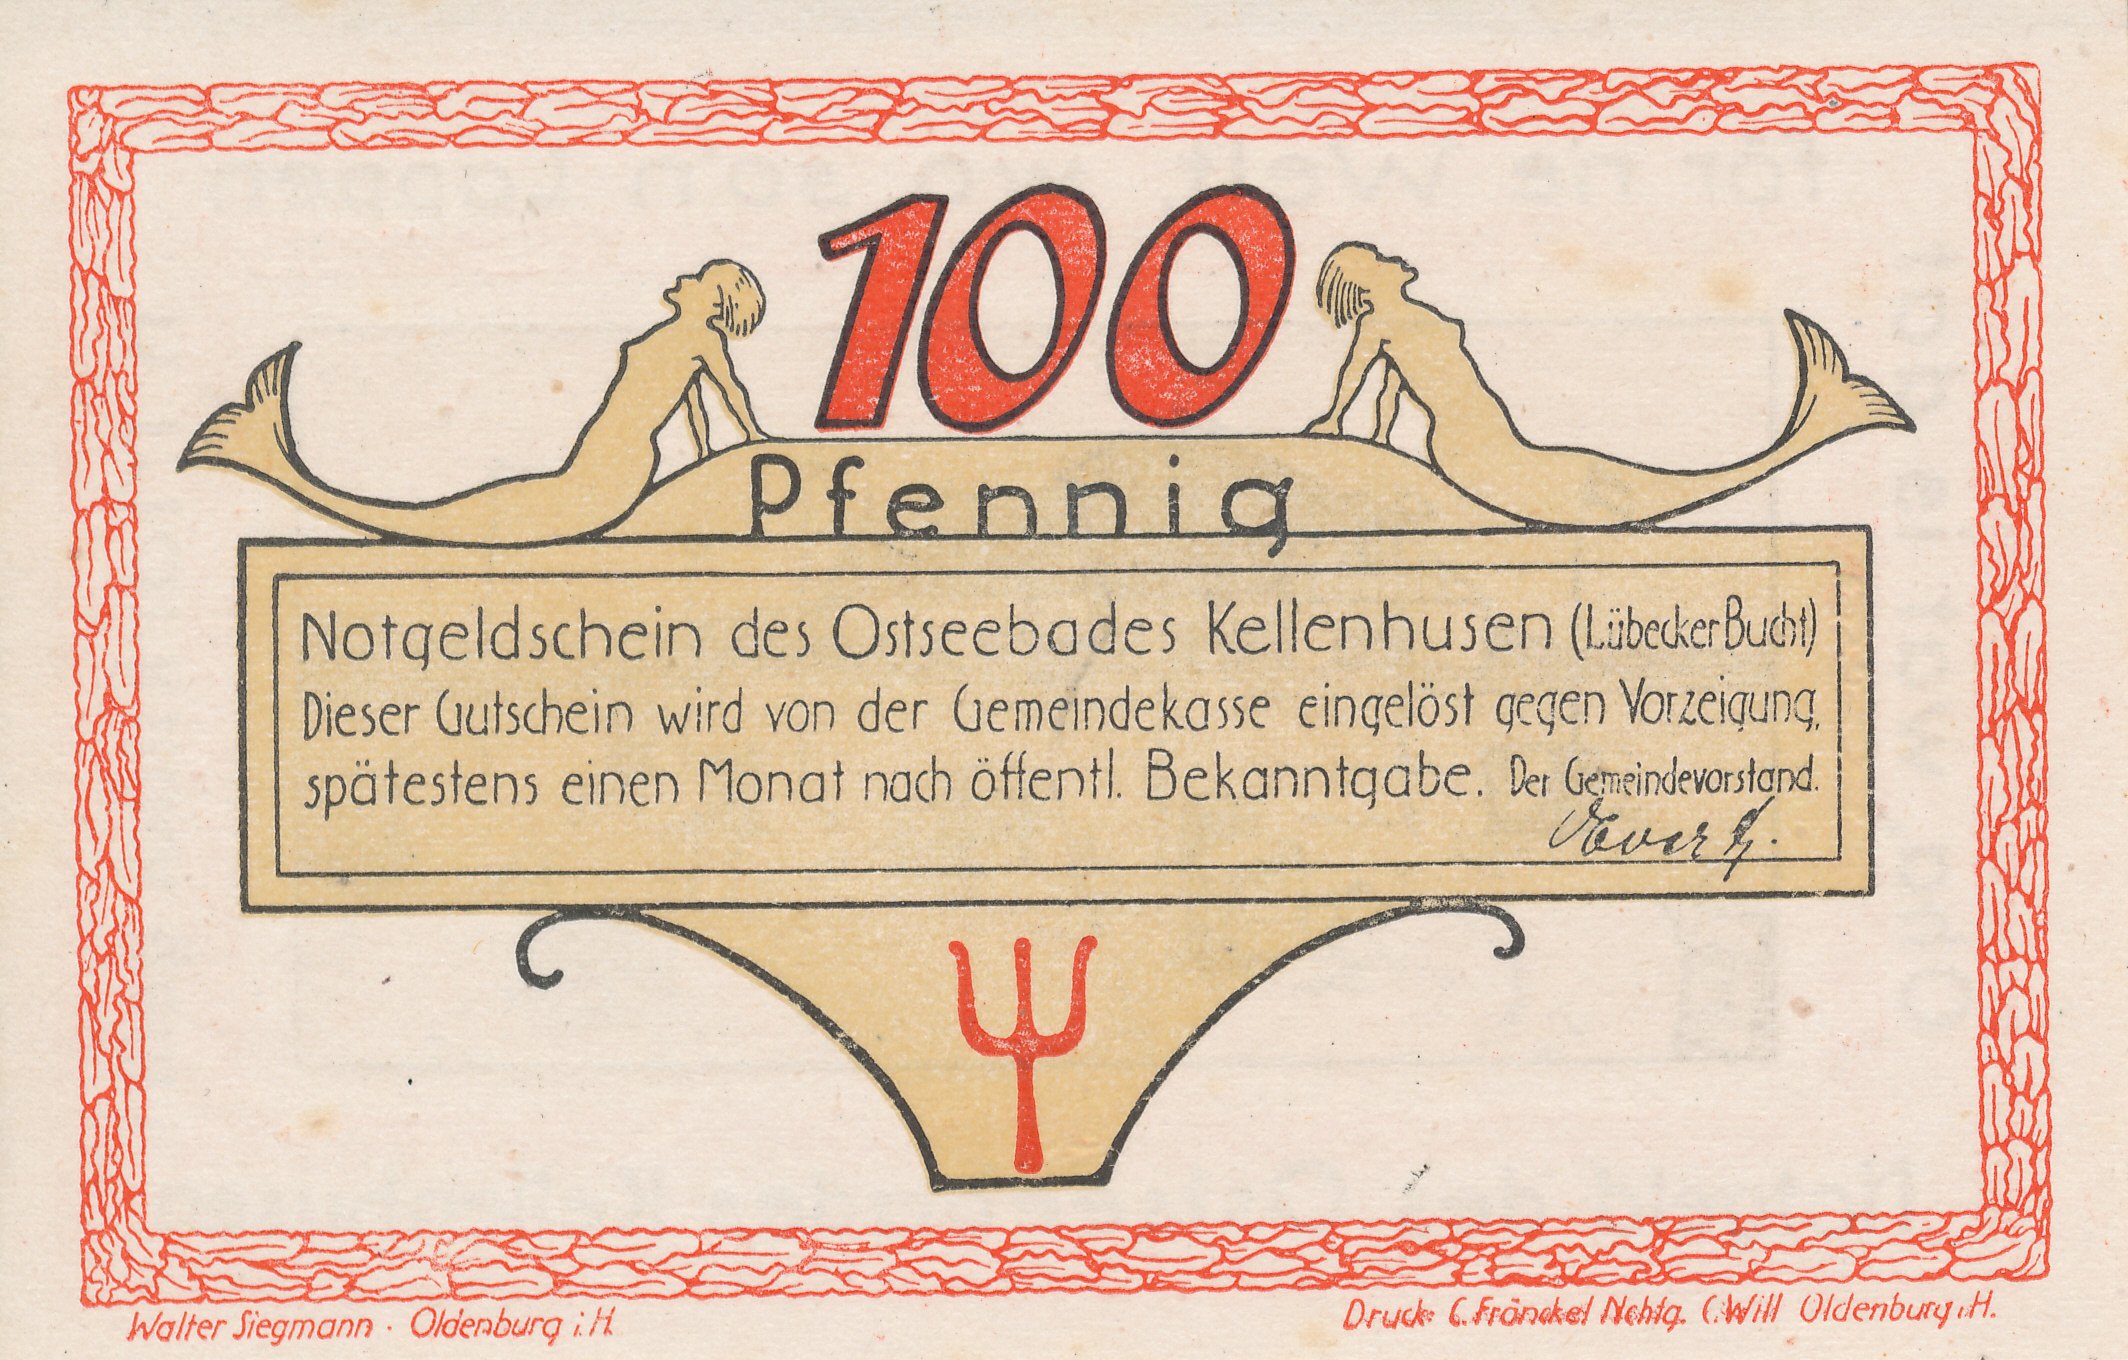 100
Pfennig
Notgeldschein des Ostseebades Kellenhusen (Lübecker Bucht)
Dieser Gutschein wird von der Gemeindekasse eingelöst gegen Vorzeigung,
spätestens einen Monat nach öffentl. Bekanntgabe. Der Gemeindevorstand.
Walter Siegmann · Oldenburg i. H.
Druck: C. Fränckel Nchfg. C. Will Oldenburg i. H.